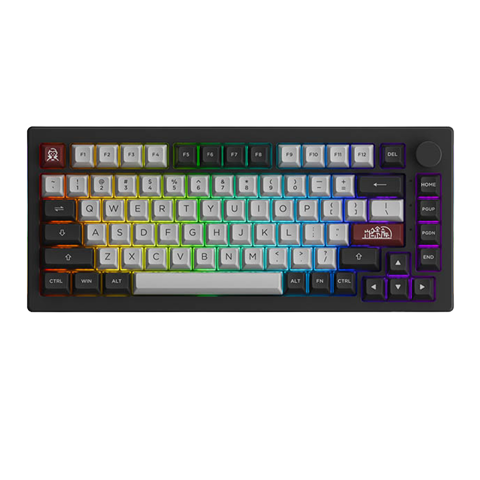 F1 F2 F3 F4 F5 F6 F7 F8 F9 F10 F11 F12 DEL
! 1 @ 2 # 3 $ 4 % 5 ^ 6 & 7 * 8 ( 9 ) 0 _ - + = ← HOME
Q W E R T Y U I O P { [ } ] | \ PGUP
A S D F G H J K L : ; " ' PGDN
⇧ Z X C V B N M < , > . ? / ⇧ ▲ END
CTRL WIN ALT ALT FN CTRL ◄ ▼ ►